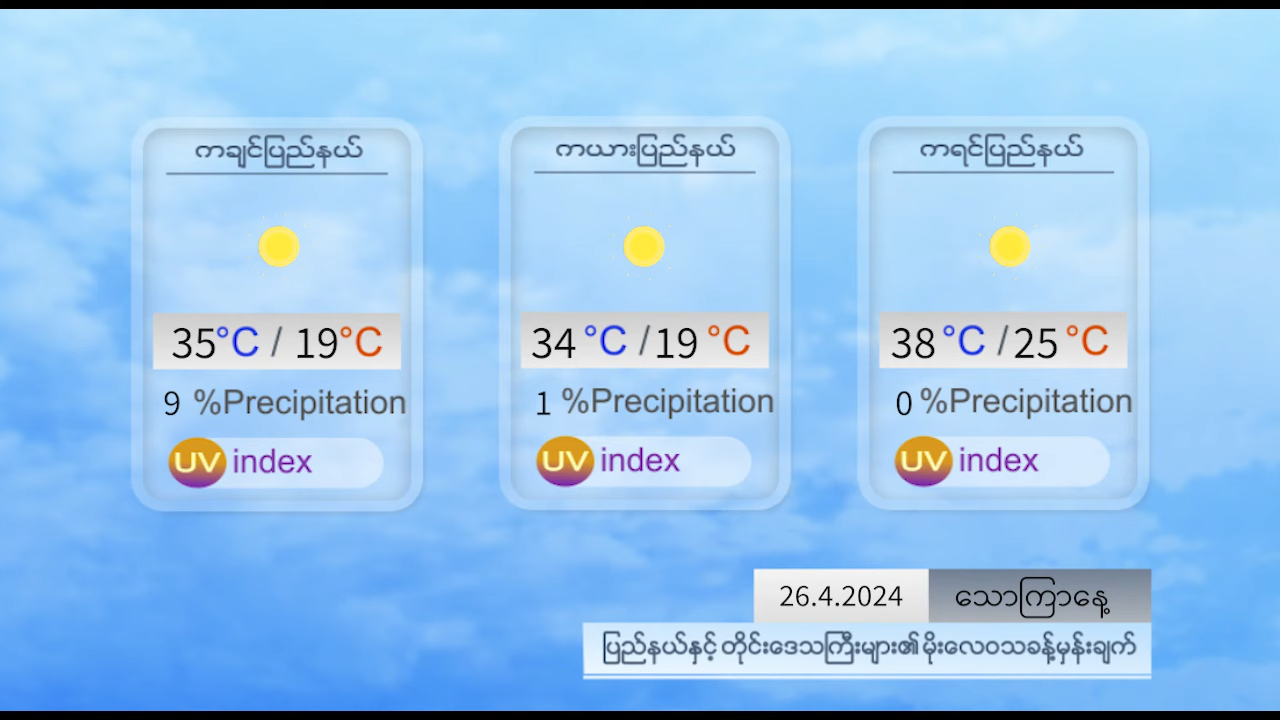 ကချင်ပြည်နယ်
35°C / 19°C
9 %Precipitation
UV index
ကယားပြည်နယ်
34 °C / 19 °C
1 %Precipitation
UV index
ကရင်ပြည်နယ်
38 °C / 25 °C
0 %Precipitation
UV index
26.4.2024 သောကြာနေ့
ပြည်နယ်နှင့် တိုင်းဒေသကြီးများ၏ မိုးလေဝသခန့်မှန်းချက်